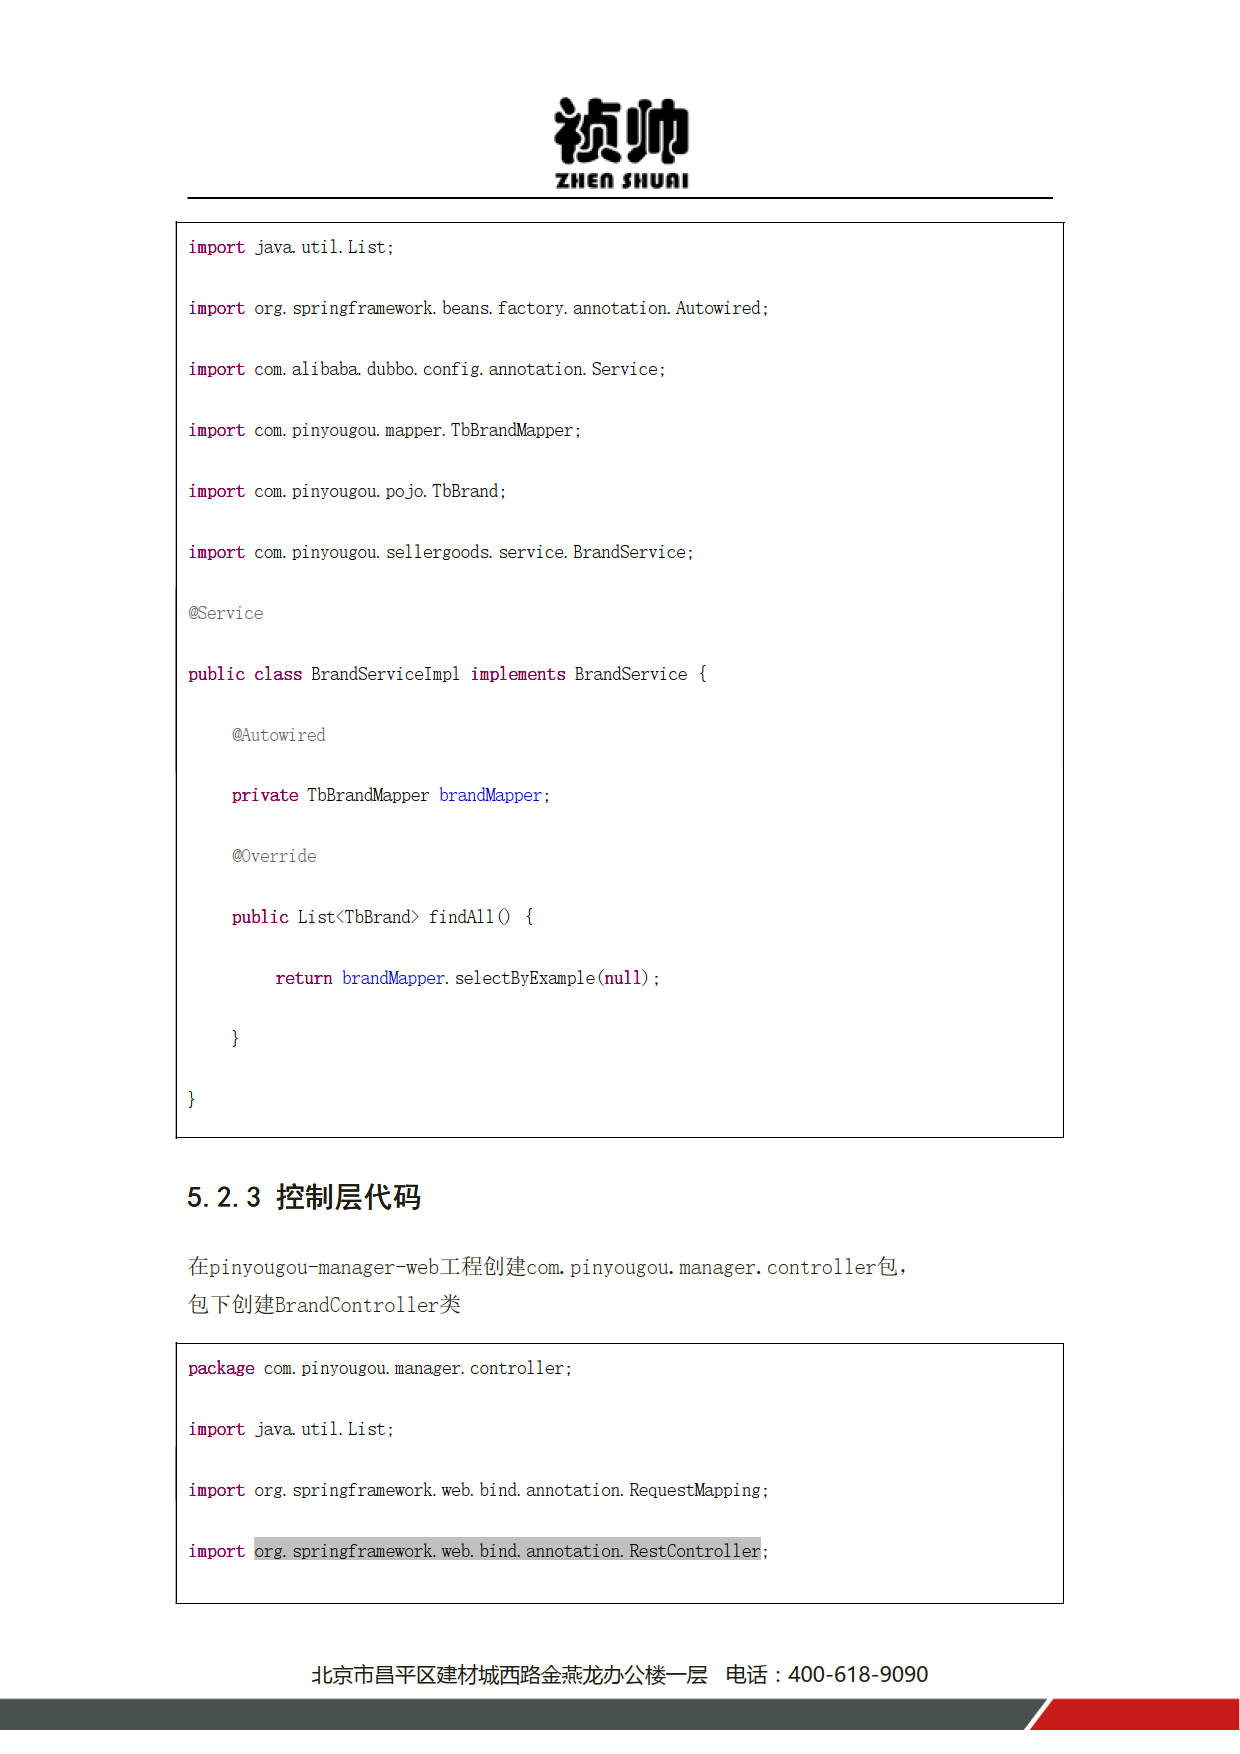 祯帅
ZHEN SHUAI
import java.util.List;
import org.springframework.beans.factory.annotation.Autowired;
import com.alibaba.dubbo.config.annotation.Service;
import com.pinyougou.mapper.TbBrandMapper;
import com.pinyougou.pojo.TbBrand;
import com.pinyougou.sellergoods.service.BrandService;
@Service
public class BrandServiceImpl implements BrandService {
@Autowired
private TbBrandMapper brandMapper;
@Override
public List<TbBrand> findAll() {
return brandMapper.selectByExample(null);
}
}
5.2.3 控制层代码
在pinyougou-manager-web工程创建com.pinyougou.manager.controller包,
包下创建BrandController类
package com.pinyougou.manager.controller;
import java.util.List;
import org.springframework.web.bind.annotation.RequestMapping;
import org.springframework.web.bind.annotation.RestController;
北京市昌平区建材城西路金燕龙办公楼一层 电话：400-618-9090